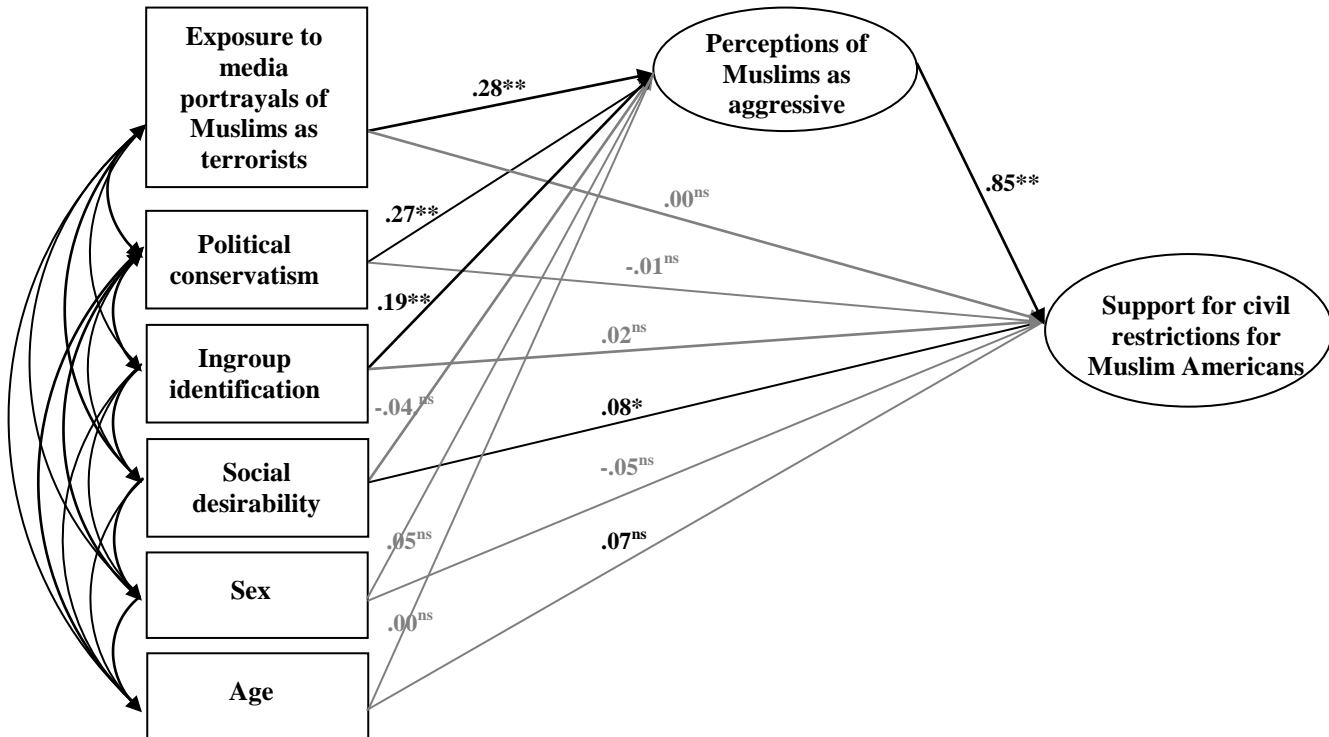 Exposure to
media
portrayals of
Muslims as
terrorists
Perceptions of
Muslims as
aggressive
.28**
.00ns
.85**
Political
conservatism
.27**
-.01ns
Ingroup
identification
.19**
.02ns
Support for civil
restrictions for
Muslim Americans
-.04.ns
.08*
Social
desirability
-.05ns
.05ns
.07ns
Sex
.00ns
Age